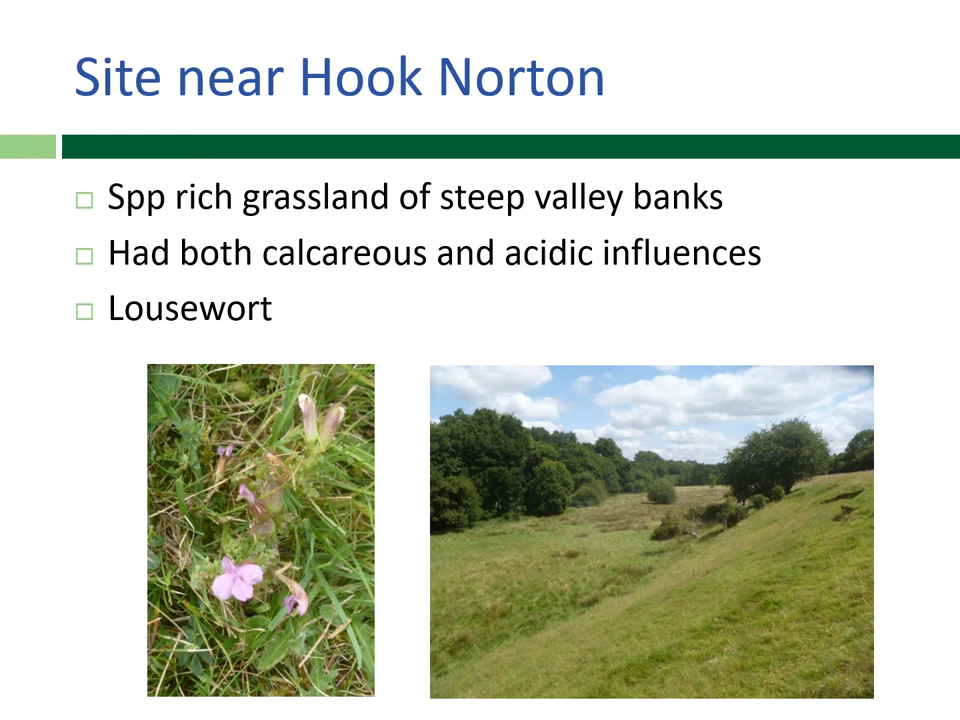 Site near Hook Norton
Spp rich grassland of steep valley banks
Had both calcareous and acidic influences
Lousewort